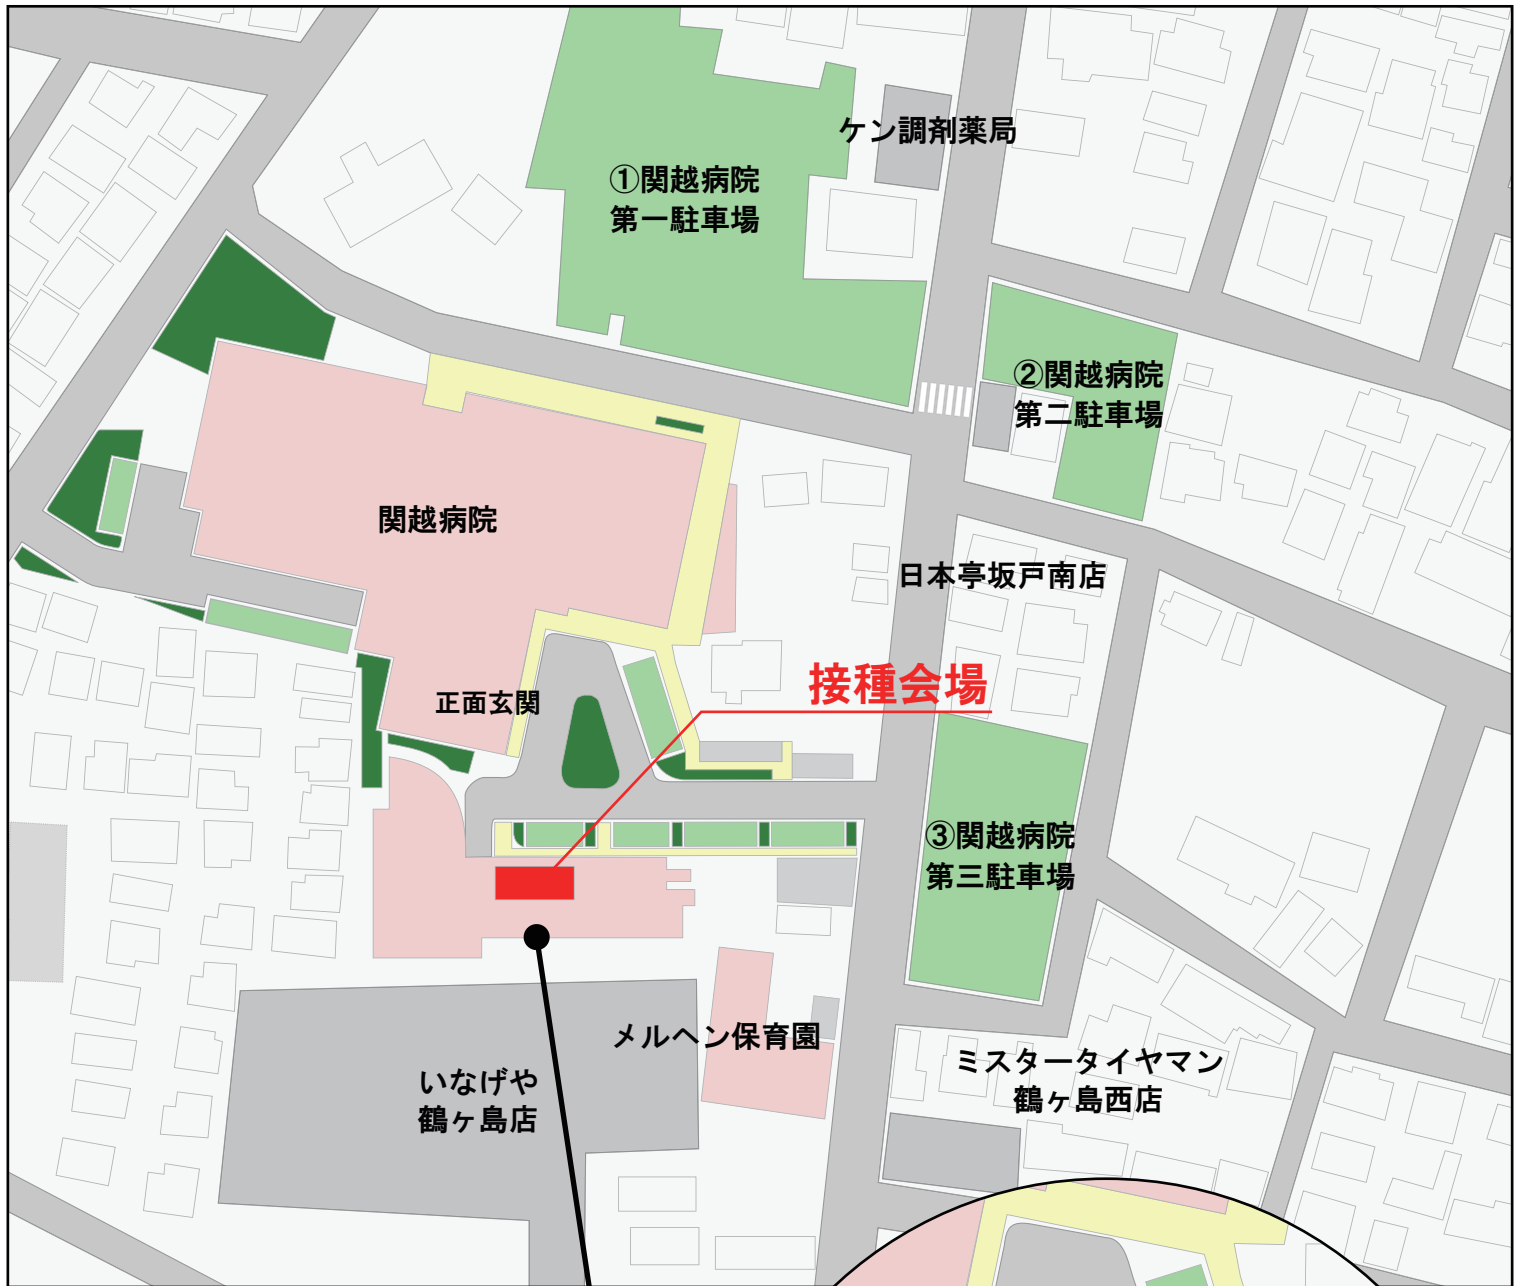 ケン調剤薬局
①関越病院
第一駐車場
②関越病院
第二駐車場
関越病院
日本亭坂戸南店
接種会場
正面玄関
③関越病院
第三駐車場
メルヘン保育園
ミスタータイヤマン
鶴ヶ島西店
いなげや
鶴ヶ島店